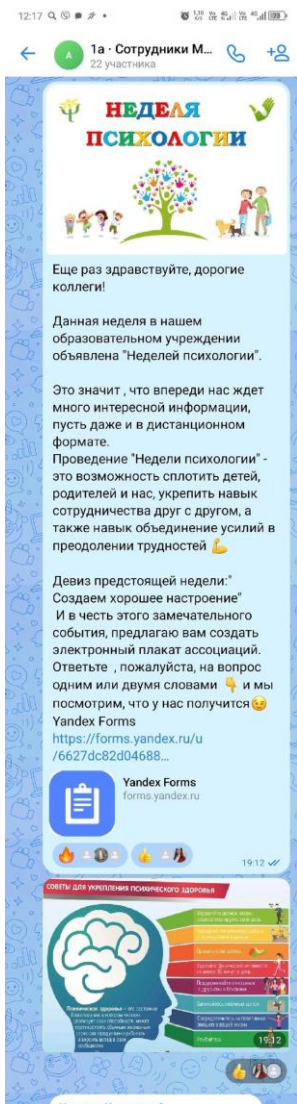 12:17
1а · Сотрудники М...
22 участника
НЕДЕЛЯ
ПСИХОЛОГИИ
Еще раз здравствуйте, дорогие
коллеги!
Данная неделя в нашем
образовательном учреждении
объявлена "Неделей психологии".
Это значит , что впереди нас ждет
много интересной информации,
пусть даже и в дистанционном
формате.
Проведение "Недели психологии" -
это возможность сплотить детей,
родителей и нас, укрепить навык
сотрудничества друг с другом, а
также навык объединение усилий в
преодолении трудностей 💪
Девиз предстоящей недели:"
Создаем хорошее настроение"
И в честь этого замечательного
события, предлагаю вам создать
электронный плакат ассоциаций.
Ответьте , пожалуйста, на вопрос
одним или двумя словами 👇 и мы
посмотрим, что у нас получится😉
Yandex Forms
https://forms.yandex.ru/u
/6627dc82d04688...
Yandex Forms
forms.yandex.ru
19:12
СОВЕТЫ ДЛЯ УКРЕПЛЕНИЯ ПСИХИЧЕСКОГО ЗДОРОВЬЯ
19:12